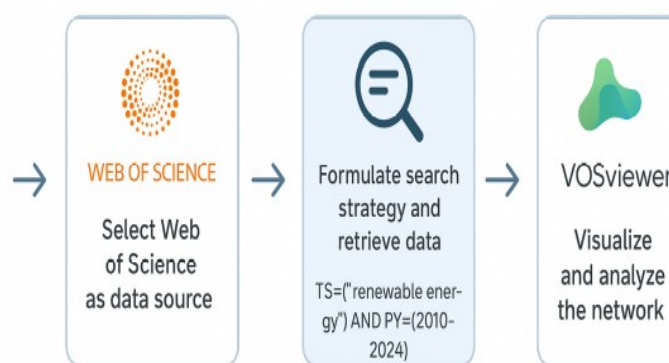 WEB OF SCIENCE
Select Web
of Science
as data source
Formulate search
strategy and
retrieve data
TS=("renewable ener-
gy") AND PY=(2010-
2024)
VOSviewer
Visualize
and analyze
the network